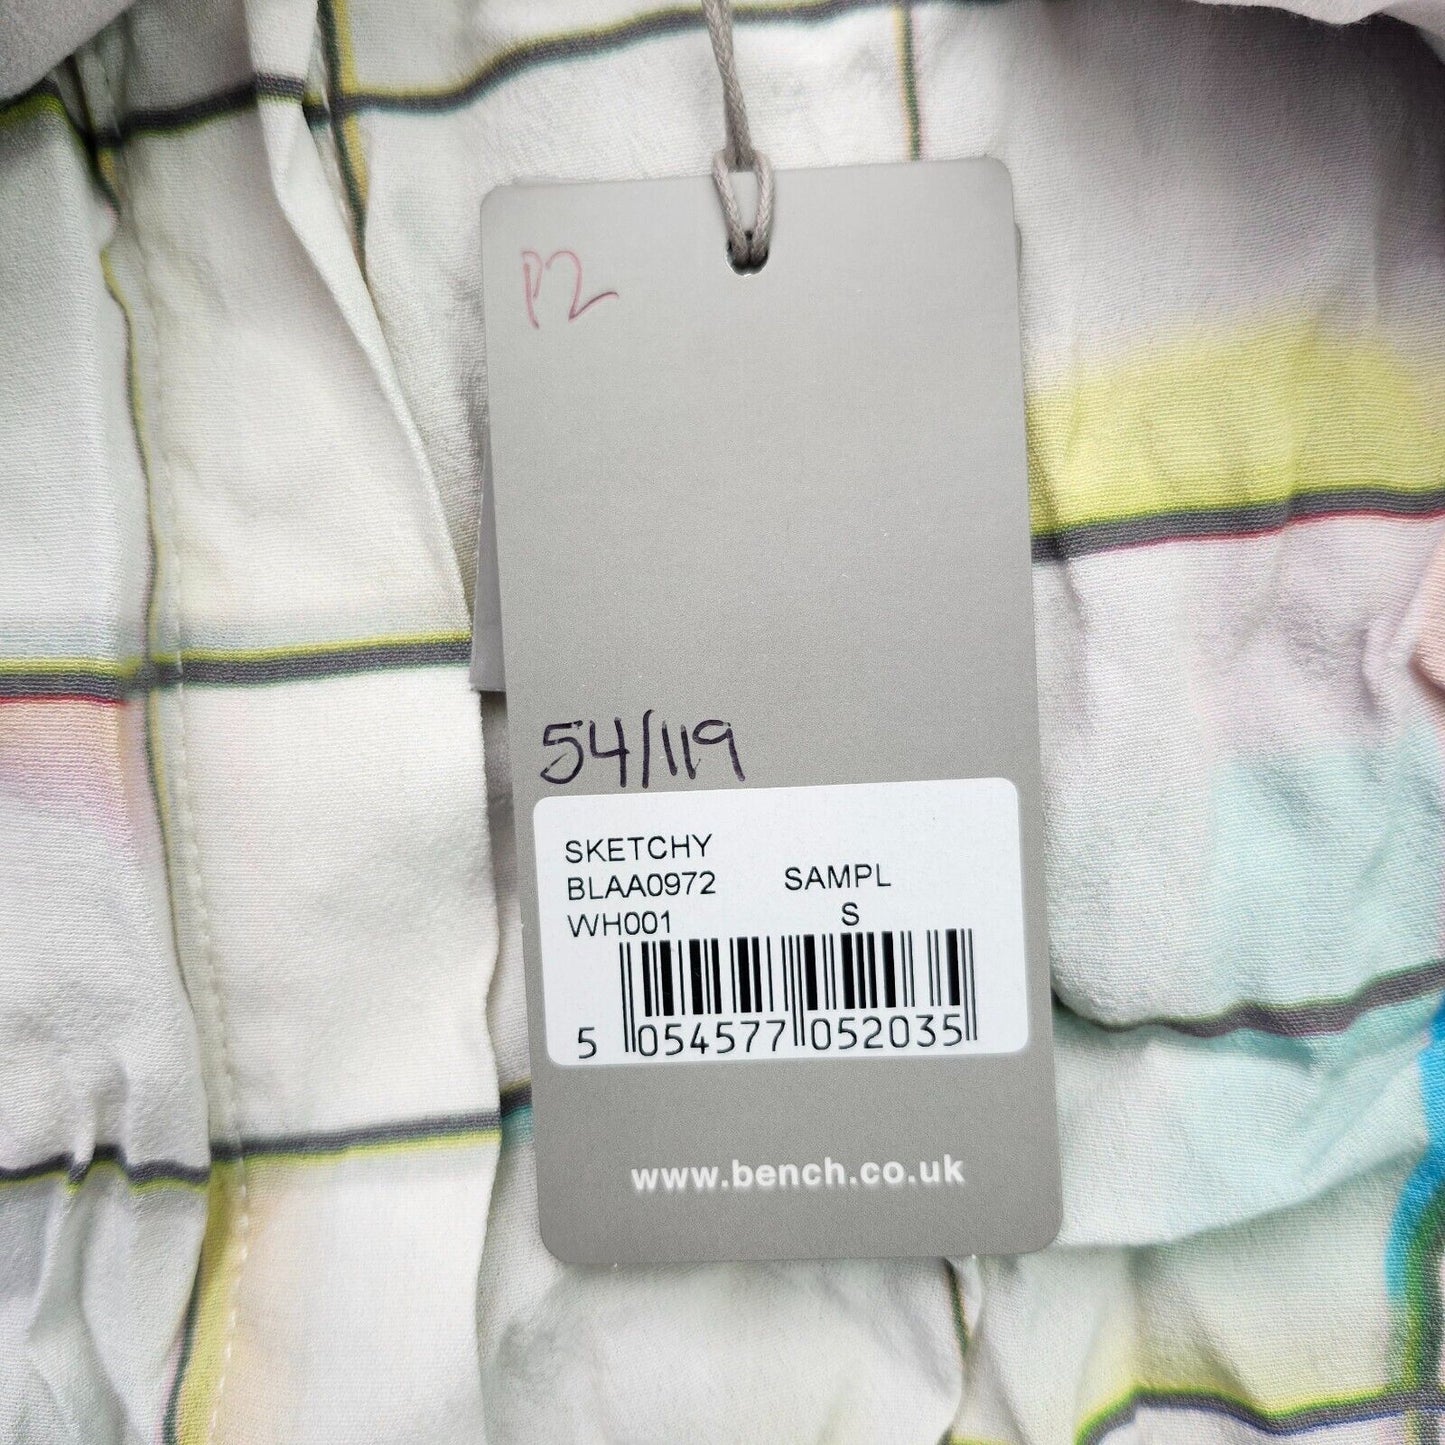 P2
54/119
SKETCHY
BLAA0972 SAMPL
WH001 S
5 054577 052035
www.bench.co.uk